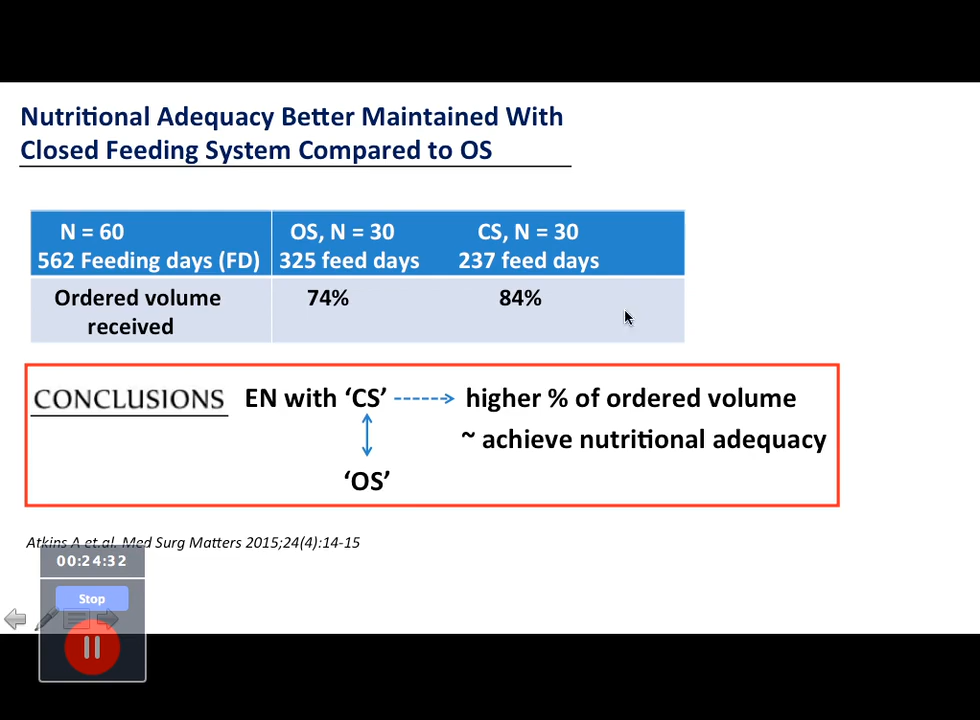 Nutritional Adequacy Better Maintained With
Closed Feeding System Compared to OS
N = 60 OS, N = 30 CS, N = 30
562 Feeding days (FD) 325 feed days 237 feed days
Ordered volume 74% 84%
received
CONCLUSIONS EN with ‘CS’ higher % of ordered volume
~ achieve nutritional adequacy
‘OS’
Atkins A et.al. Med Surg Matters 2015;24(4):14-15
00:24:32
Stop